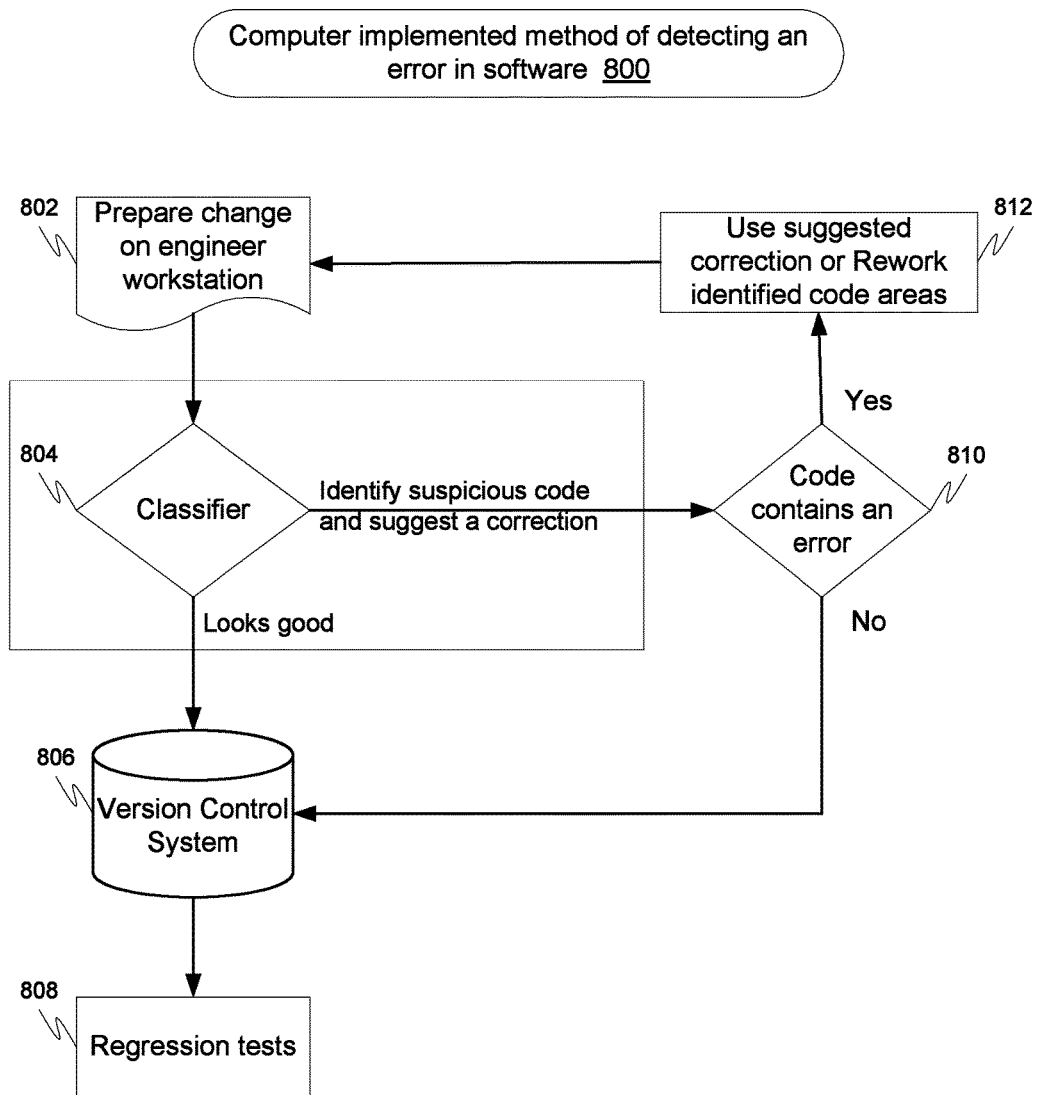 Computer implemented method of detecting an
error in software 800
802
Prepare change
on engineer
workstation
812
Use suggested
correction or Rework
identified code areas
804
Classifier
Identify suspicious code
and suggest a correction
Looks good
810
Code
contains an
error
Yes
No
806
Version Control
System
808
Regression tests